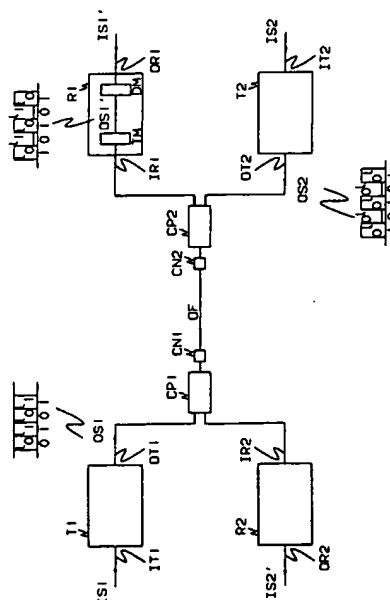 IS1
IT1
T1
OT1
OS1
IS2'
OR2
R2
IR2
CP1
CN1
OF
CN2
CP2
IR1
R1
TM
OS1'
DM
OR1
IS1'
OS2
OT2
T2
IT2
IS2